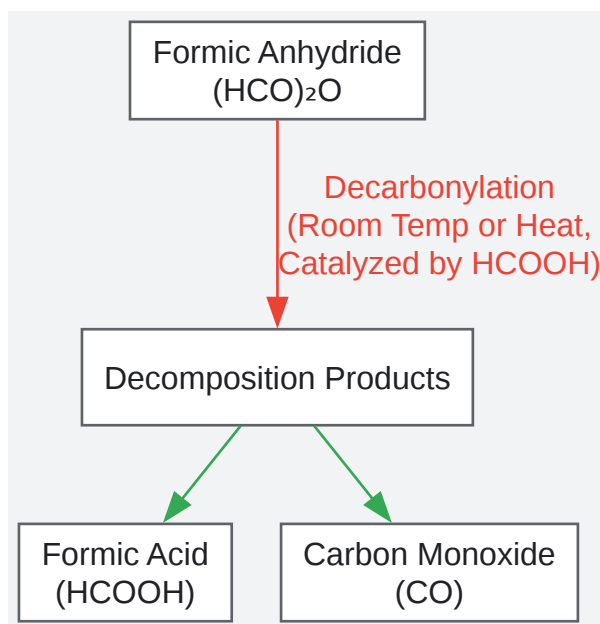 Formic Anhydride
(HCO)₂O
Decarbonylation
(Room Temp or Heat,
Catalyzed by HCOOH)
Decomposition Products
Formic Acid
(HCOOH)
Carbon Monoxide
(CO)